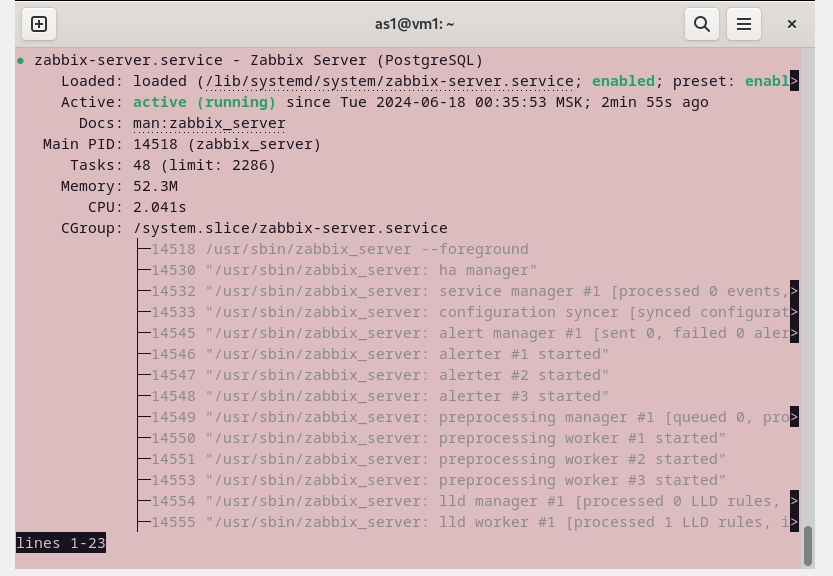 as1@vm1: ~
● zabbix-server.service - Zabbix Server (PostgreSQL)
Loaded: loaded (/lib/systemd/system/zabbix-server.service; enabled; preset: enabl>
Active: active (running) since Tue 2024-06-18 00:35:53 MSK; 2min 55s ago
Docs: man:zabbix_server
Main PID: 14518 (zabbix_server)
Tasks: 48 (limit: 2286)
Memory: 52.3M
CPU: 2.041s
CGroup: /system.slice/zabbix-server.service
├─14518 /usr/sbin/zabbix_server --foreground
├─14530 "/usr/sbin/zabbix_server: ha manager"
├─14532 "/usr/sbin/zabbix_server: service manager #1 [processed 0 events,>
├─14533 "/usr/sbin/zabbix_server: configuration syncer [synced configurat>
├─14545 "/usr/sbin/zabbix_server: alert manager #1 [sent 0, failed 0 aler>
├─14546 "/usr/sbin/zabbix_server: alerter #1 started"
├─14547 "/usr/sbin/zabbix_server: alerter #2 started"
├─14548 "/usr/sbin/zabbix_server: alerter #3 started"
├─14549 "/usr/sbin/zabbix_server: preprocessing manager #1 [queued 0, pro>
├─14550 "/usr/sbin/zabbix_server: preprocessing worker #1 started"
├─14551 "/usr/sbin/zabbix_server: preprocessing worker #2 started"
├─14553 "/usr/sbin/zabbix_server: preprocessing worker #3 started"
├─14554 "/usr/sbin/zabbix_server: lld manager #1 [processed 0 LLD rules, >
├─14555 "/usr/sbin/zabbix_server: lld worker #1 [processed 1 LLD rules, i>
lines 1-23